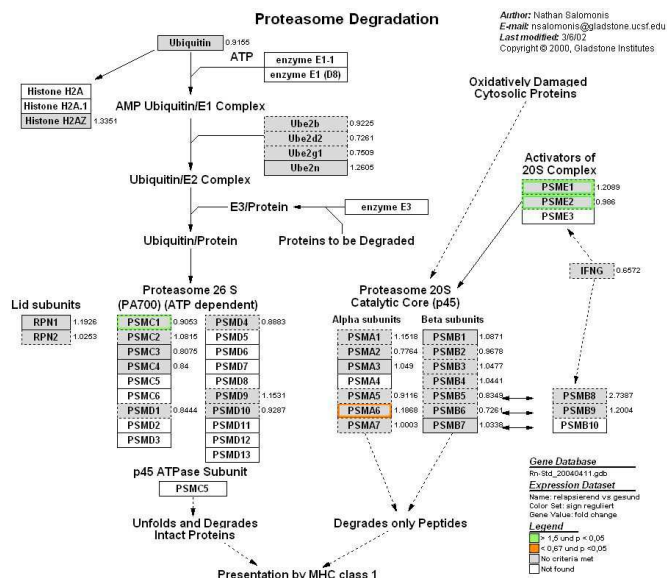 Proteasome Degradation
Author: Nathan Salomonis
E-mail: nsalomonis@gladstone.ucsf.edu
Last modified: 3/6/02
Copyright © 2000, Gladstone Institutes
Ubiquitin 0.9155
ATP
enzyme E1-1
enzyme E1 (D8)
Histone H2A
Histone H2A.1
Histone H2AZ 1.3351
AMP Ubiquitin/E1 Complex
Ube2b 0.9225
Ube2d2 0.7261
Ube2g1 0.7509
Ube2n 1.2605
Ubiquitin/E2 Complex
E3/Protein
enzyme E3
Ubiquitin/Protein
Proteins to be Degraded
Oxidatively Damaged
Cytosolic Proteins
Activators of
20S Complex
PSME1 1.2089
PSME2 0.986
PSME3
IFNG 0.6572
Lid subunits
RPN1 1.1926
RPN2 1.0253
Proteasome 26 S
(PA700) (ATP dependent)
PSMC1 0.9053
PSMC2 1.0815
PSMC3 0.8075
PSMC4 0.84
PSMC5
PSMC6
PSMD1 0.8444
PSMD2
PSMD3
PSMD4 0.8883
PSMD5
PSMD6
PSMD7
PSMD8
PSMD9 1.1531
PSMD10 0.9287
PSMD11
PSMD12
PSMD13
p45 ATPase Subunit
PSMC5
Unfolds and Degrades
Intact Proteins
Proteasome 20S
Catalytic Core (p45)
Alpha subunits
PSMA1 1.1518
PSMA2 0.7764
PSMA3 1.049
PSMA4
PSMA5 0.9116
PSMA6 1.1868
PSMA7 1.0003
Beta subunits
PSMB1 1.0871
PSMB2 0.9678
PSMB3 1.0477
PSMB4 1.0441
PSMB5 0.8349
PSMB6 0.7261
PSMB7 1.0338
PSMB8 2.7387
PSMB9 1.2004
PSMB10
Degrades only Peptides
Presentation by MHC class 1
Gene Database
Rn-Std_20040411.gdb
Expression Dataset
Name: relapsierend vs gesund
Color Set: sign reguliert
Gene Value: fold change
Legend
> 1,5 und p < 0,05
< 0,67 und p <0,05
No criteria met
Not found